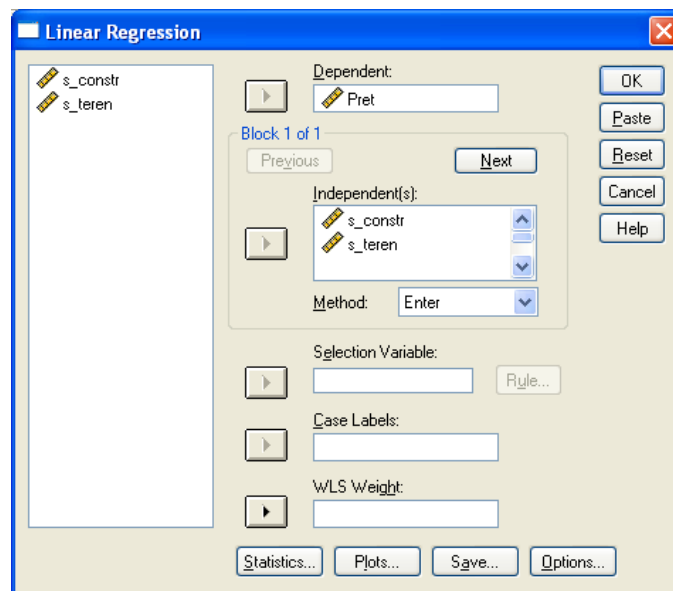 Linear Regression
s_constr
s_teren
Dependent:
Pret
Block 1 of 1
Previous
Next
Independent(s):
s_constr
s_teren
Method:
Enter
Selection Variable:
Rule...
Case Labels:
WLS Weight:
Statistics...
Plots...
Save...
Options...
OK
Paste
Reset
Cancel
Help